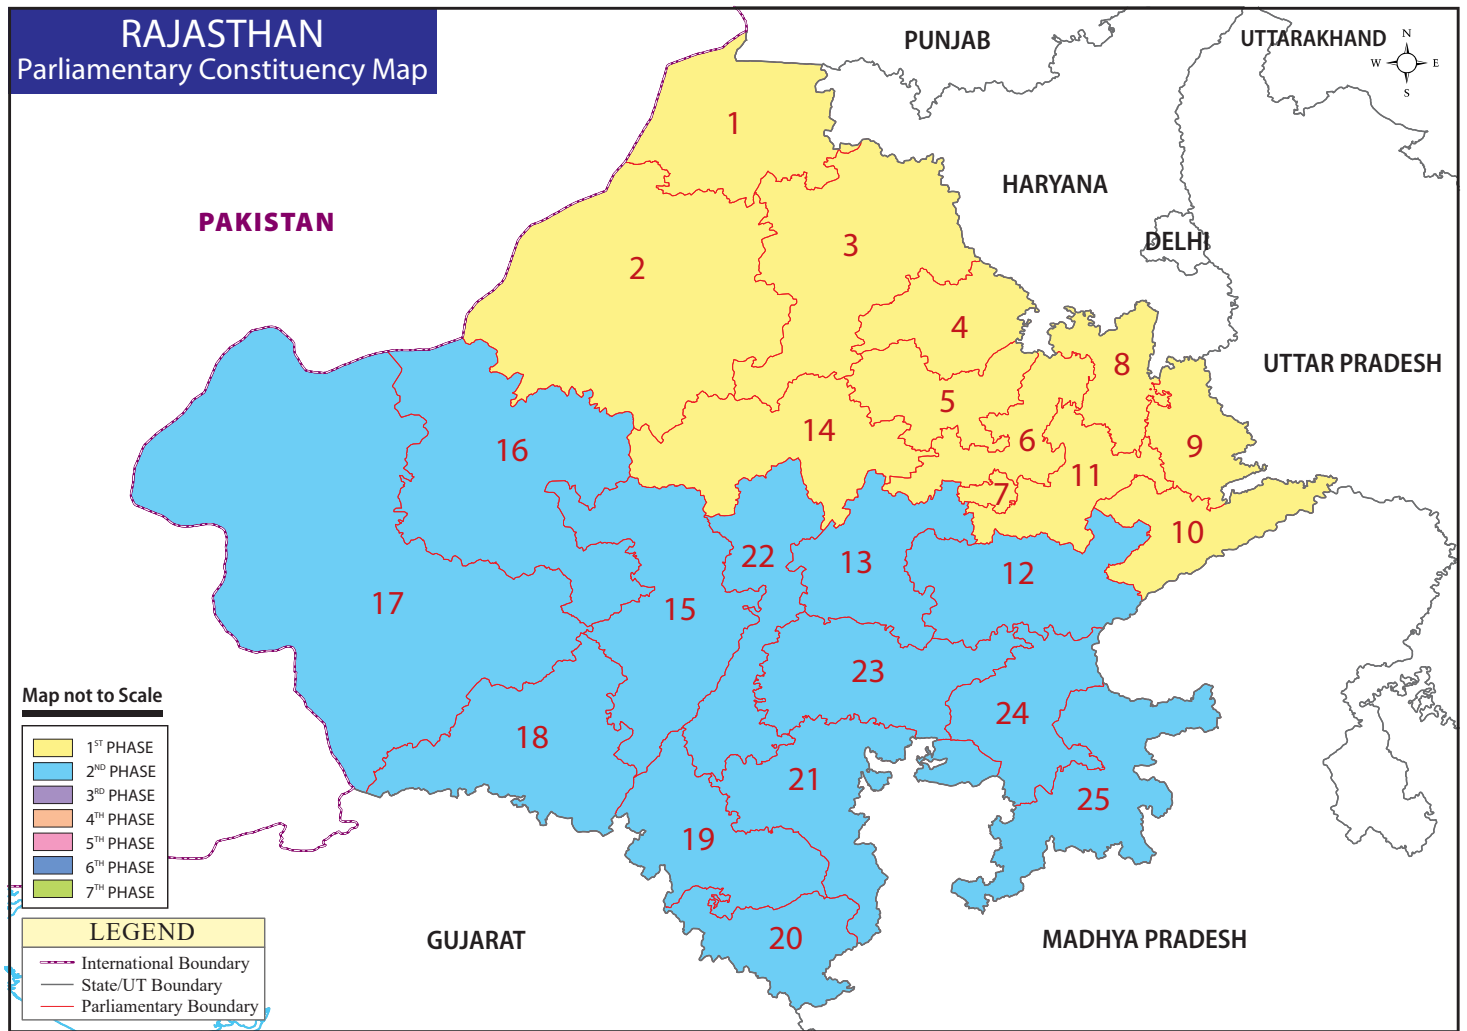 RAJASTHAN
Parliamentary Constituency Map
PUNJAB
UTTARAKHAND
N
W E
S
1
HARYANA
PAKISTAN
DELHI
3
2
4
UTTAR PRADESH
8
5
14
6
16
9
11
7
10
22
13
12
17
15
23
24
18
21
25
19
20
Map not to Scale
1ST PHASE
2ND PHASE
3RD PHASE
4TH PHASE
5TH PHASE
6TH PHASE
7TH PHASE
LEGEND
International Boundary
State/UT Boundary
Parliamentary Boundary
GUJARAT
MADHYA PRADESH